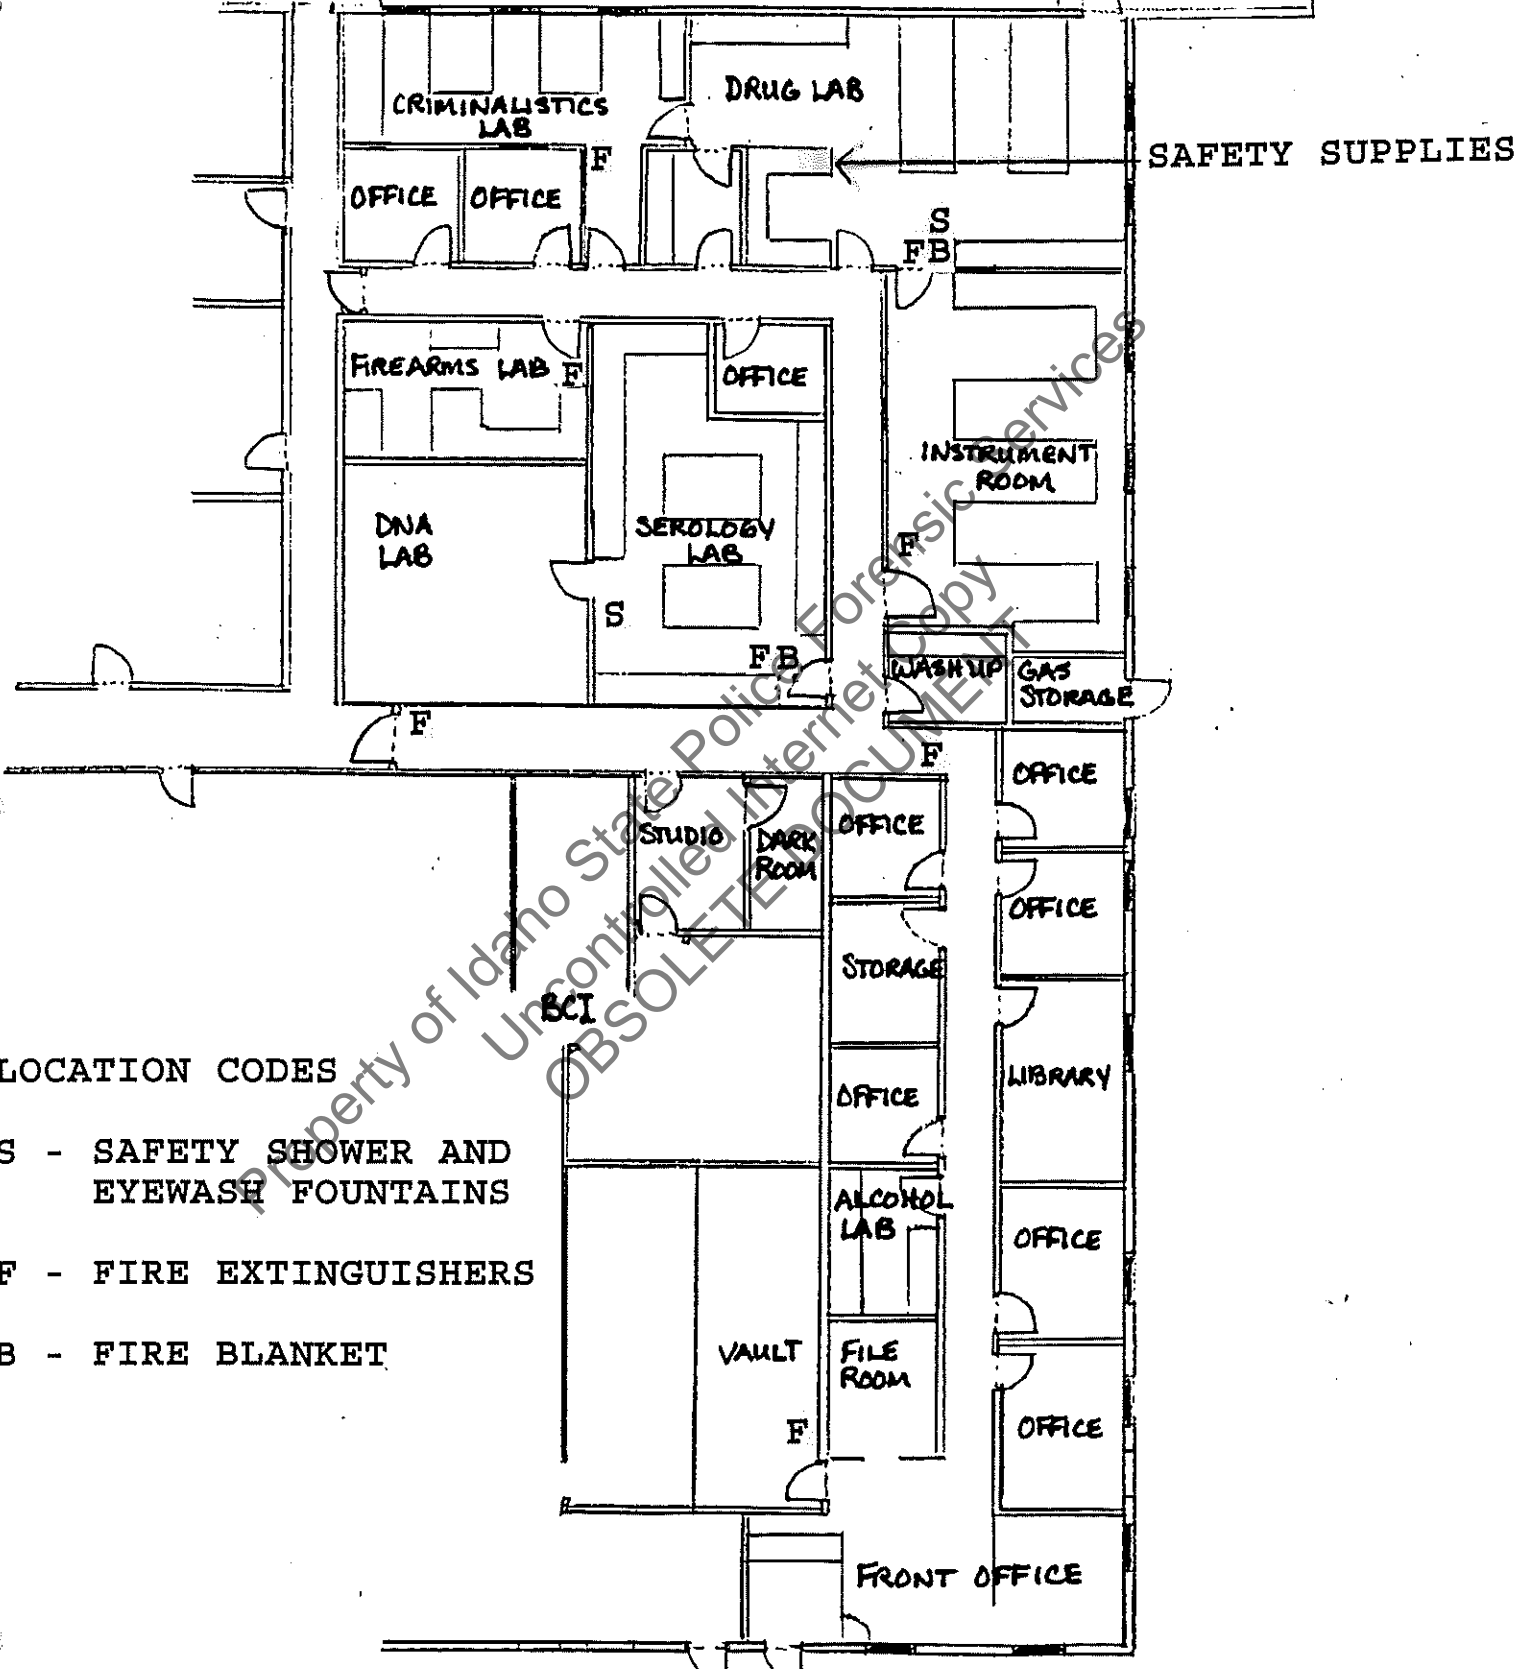 CRIMINALISTICS
LAB
DRUG LAB
SAFETY SUPPLIES
F
OFFICE
OFFICE
S
F B
FIREARMS LAB
F
OFFICE
INSTRUMENT
ROOM
DNA
LAB
SEROLOGY
LAB
F
S
F B
WASH UP
GAS
STORAGE
F
F
OFFICE
STUDIO
DARK
ROOM
OFFICE
OFFICE
STORAGE
BCI
LIBRARY
OFFICE
ALCOHOL
LAB
OFFICE
VAULT
FILE
ROOM
F
OFFICE
FRONT OFFICE
LOCATION CODES
S - SAFETY SHOWER AND
EYEWASH FOUNTAINS
F - FIRE EXTINGUISHERS
B - FIRE BLANKET
Property of Idaho State Police Forensic Services
Uncontrolled Internet Copy
OBSOLETE DOCUMENT